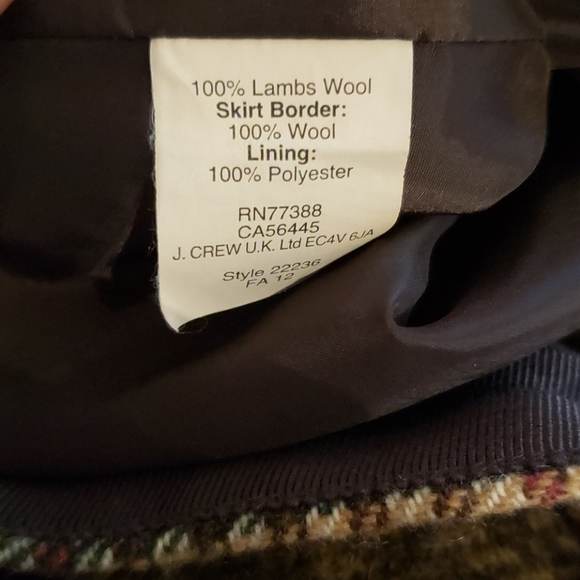 100% Lambs Wool
Skirt Border:
100% Wool
Lining:
100% Polyester
RN77388
CA56445
J. CREW U.K. Ltd EC4V 6JA
Style 22236
FA 12